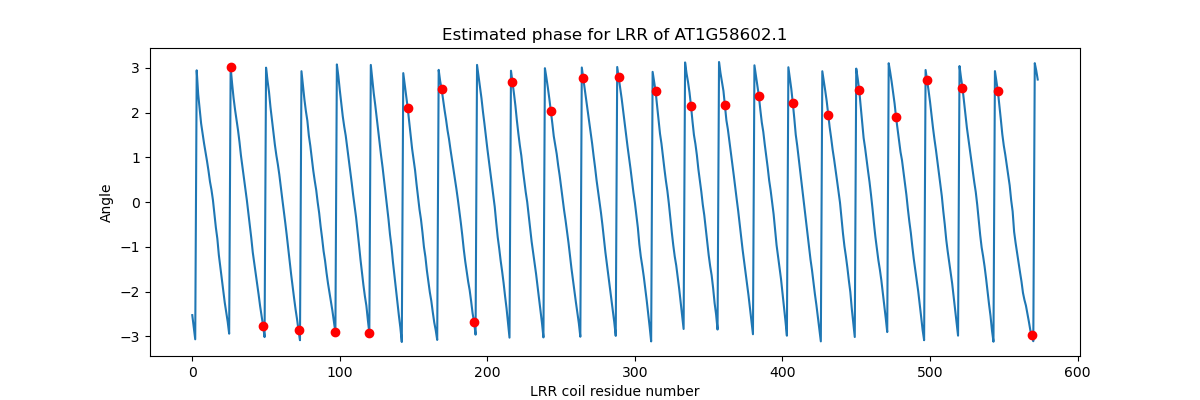 Estimated phase for LRR of AT1G58602.1
3
2
1
0
−1
−2
−3
Angle
0 100 200 300 400 500 600
LRR coil residue number